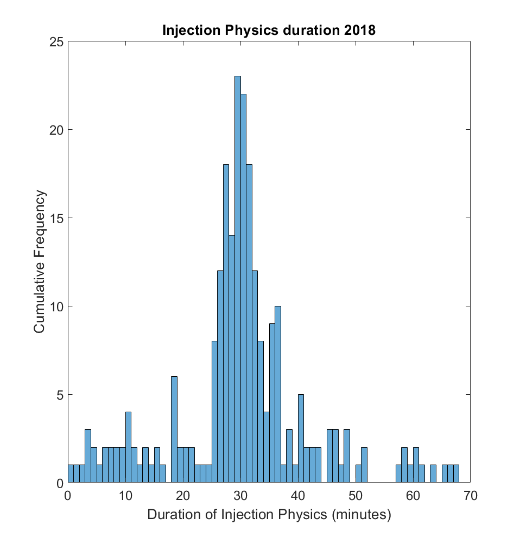 Injection Physics duration 2018
25
20
15
10
5
0
Cumulative Frequency
0 10 20 30 40 50 60 70
Duration of Injection Physics (minutes)